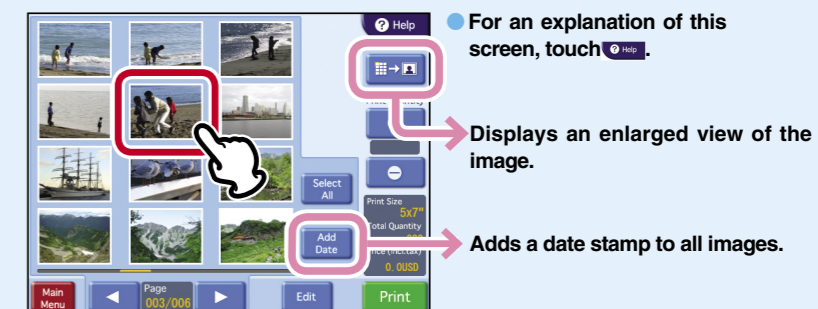 Help
For an explanation of this
screen, touch Help.
Displays an enlarged view of the
image.
Select
All
Print Size
5x7"
Total Quantity
Add
Date
Adds a date stamp to all images.
0.0USD
Main
Menu
Page
003/006
Edit
Print